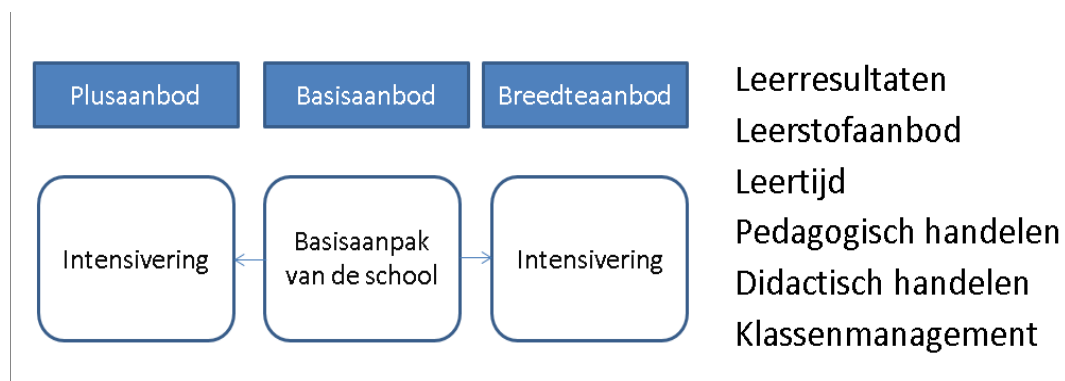 Plusaanbod
Basisaanbod
Breedteaanbod
Intensivering
Basisaanpak
van de school
Intensivering
Leerresultaten
Leerstofaanbod
Leertijd
Pedagogisch handelen
Didactisch handelen
Klassenmanagement